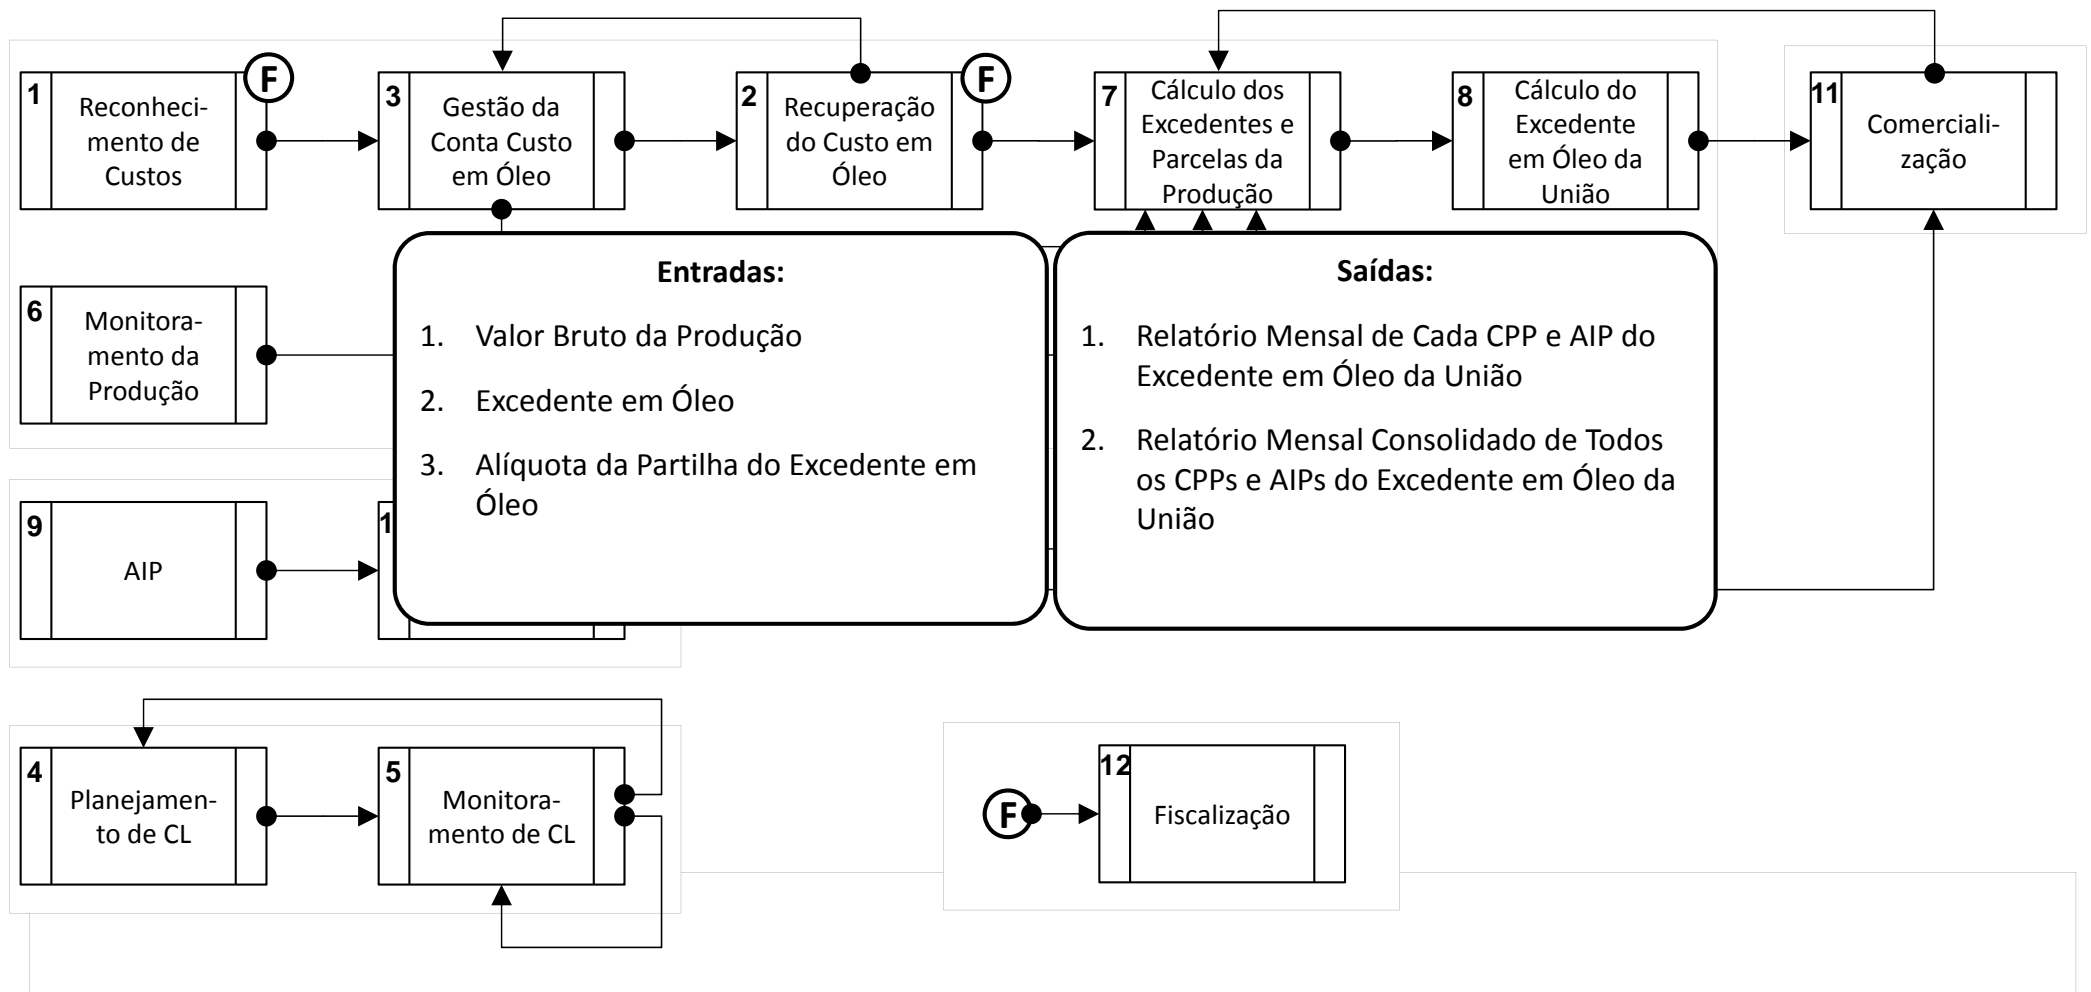 1
Reconheci-
mento de
Custos
F
3
Gestão da
Conta Custo
em Óleo
2
Recuperação
do Custo em
Óleo
F
7
Cálculo dos
Excedentes e
Parcelas da
Produção
8
Cálculo do
Excedente
em Óleo da
União
11
Comerciali-
zação
6
Monitora-
mento da
Produção
Entradas:
1. Valor Bruto da Produção
2. Excedente em Óleo
3. Alíquota da Partilha do Excedente em
Óleo
Saídas:
1. Relatório Mensal de Cada CPP e AIP do
Excedente em Óleo da União
2. Relatório Mensal Consolidado de Todos
os CPPs e AIPs do Excedente em Óleo da
União
9
AIP
4
Planejamen-
to de CL
5
Monitora-
mento de CL
F
12
Fiscalização